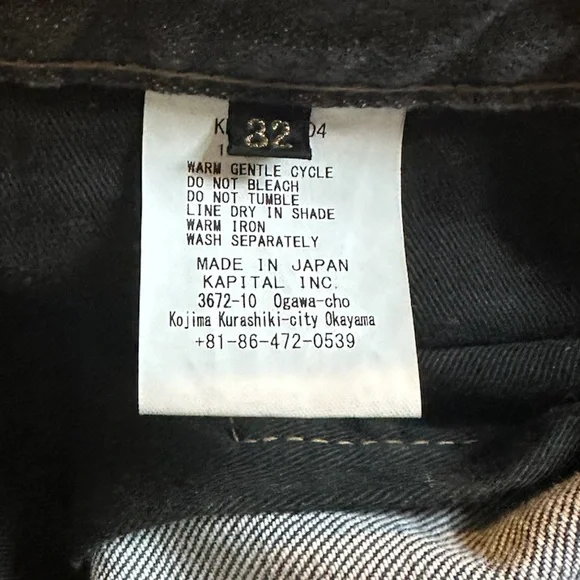 32
WARM GENTLE CYCLE
DO NOT BLEACH
DO NOT TUMBLE
LINE DRY IN SHADE
WARM IRON
WASH SEPARATELY
MADE IN JAPAN
KAPITAL INC.
3672-10 Ogawa-cho
Kojima Kurashiki-city Okayama
+81-86-472-0539